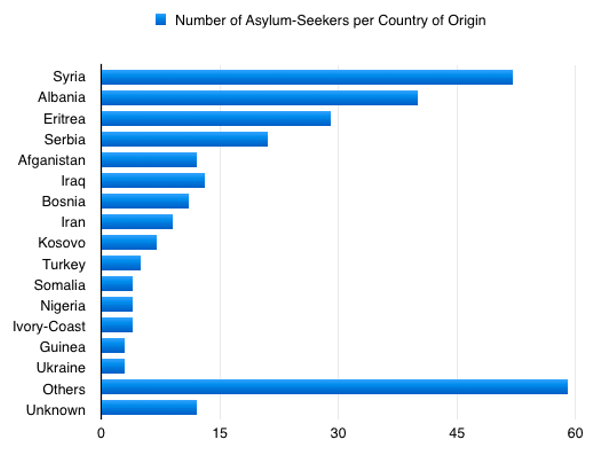 Number of Asylum-Seekers per Country of Origin
Syria
Albania
Eritrea
Serbia
Afganistan
Iraq
Bosnia
Iran
Kosovo
Turkey
Somalia
Nigeria
Ivory-Coast
Guinea
Ukraine
Others
Unknown
0 15 30 45 60